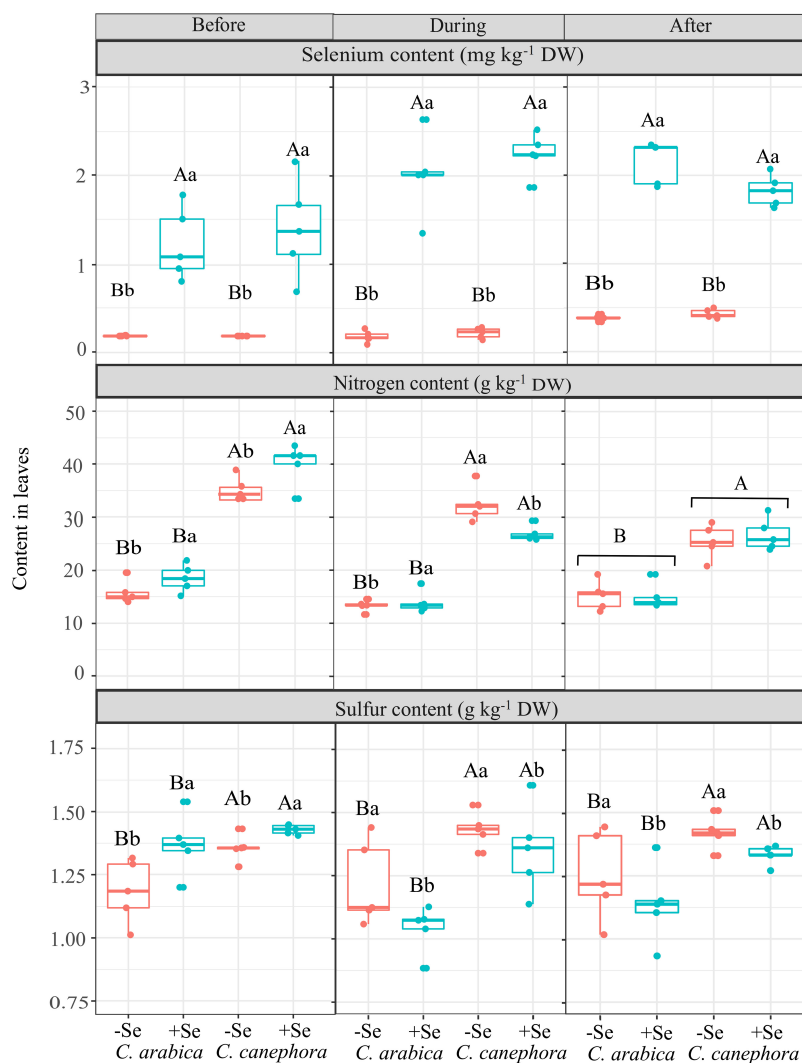 Before During After
Selenium content (mg kg⁻¹ DW)
3
Aa Aa Aa
Aa Aa Aa
2
1
Bb Bb Bb Bb Bb Bb
0
Nitrogen content (g kg⁻¹ DW)
50
Aa
Ab Aa
40
Ab A
30
Bb Ba B
20
Bb Ba
10
0
Sulfur content (g kg⁻¹ DW)
1.75
Ba Ab Aa Aa Ab Aa
1.50
Bb Ba Ba Bb Ab
1.25
Bb
1.00
0.75
Content in leaves
-Se +Se -Se +Se -Se +Se -Se +Se -Se +Se -Se +Se
C. arabica C. canephora C. arabica C. canephora C. arabica C. canephora